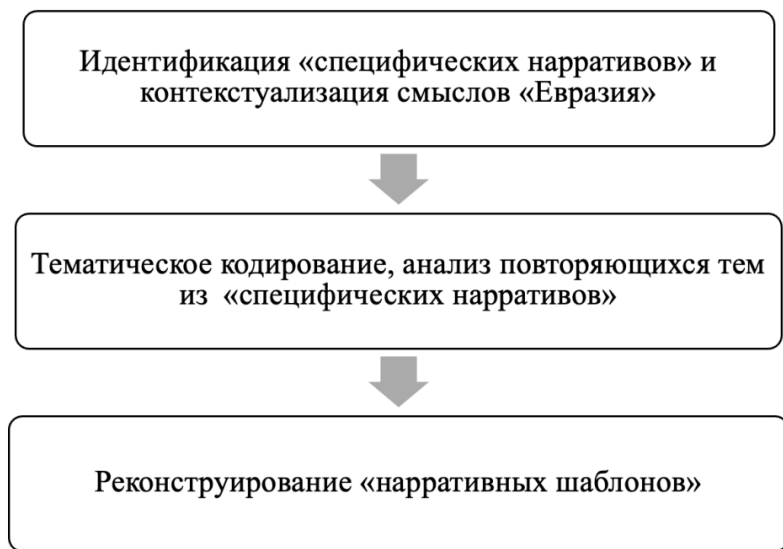 Идентификация «специфических нарративов» и
контекстуализация смыслов «Евразия»
Тематическое кодирование, анализ повторяющихся тем
из «специфических нарративов»
Реконструирование «нарративных шаблонов»